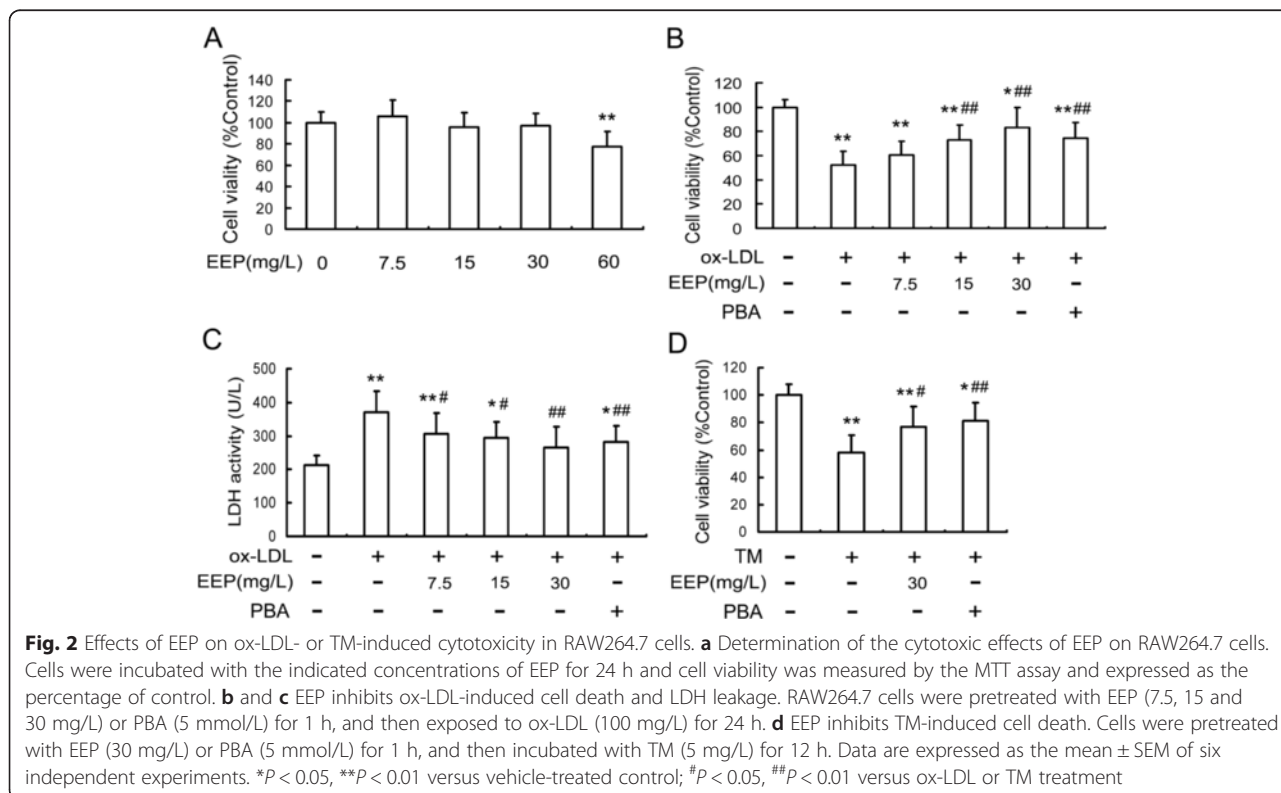 A
Cell viality (%Control)
140
120
100
80
60
40
20
0
**
EEP(mg/L) 0 7.5 15 30 60
B
Cell viability (%Control)
120
100
80
60
40
20
0
** ** **## *## **##
ox-LDL – + + + + +
EEP(mg/L) – – 7.5 15 30 –
PBA – – – – – +
C
LDH activity (U/L)
500
400
300
200
100
0
** **# *# ## *##
ox-LDL – + + + + +
EEP(mg/L) – – 7.5 15 30 –
PBA – – – – – +
D
Cell viability (%Control)
120
100
80
60
40
20
0
** **# *##
TM – + + +
EEP(mg/L) – – 30 –
PBA – – – +
Fig. 2 Effects of EEP on ox-LDL- or TM-induced cytotoxicity in RAW264.7 cells. a Determination of the cytotoxic effects of EEP on RAW264.7 cells.
Cells were incubated with the indicated concentrations of EEP for 24 h and cell viability was measured by the MTT assay and expressed as the
percentage of control. b and c EEP inhibits ox-LDL-induced cell death and LDH leakage. RAW264.7 cells were pretreated with EEP (7.5, 15 and
30 mg/L) or PBA (5 mmol/L) for 1 h, and then exposed to ox-LDL (100 mg/L) for 24 h. d EEP inhibits TM-induced cell death. Cells were pretreated
with EEP (30 mg/L) or PBA (5 mmol/L) for 1 h, and then incubated with TM (5 mg/L) for 12 h. Data are expressed as the mean ± SEM of six
independent experiments. *P < 0.05, **P < 0.01 versus vehicle-treated control; #P < 0.05, ##P < 0.01 versus ox-LDL or TM treatment